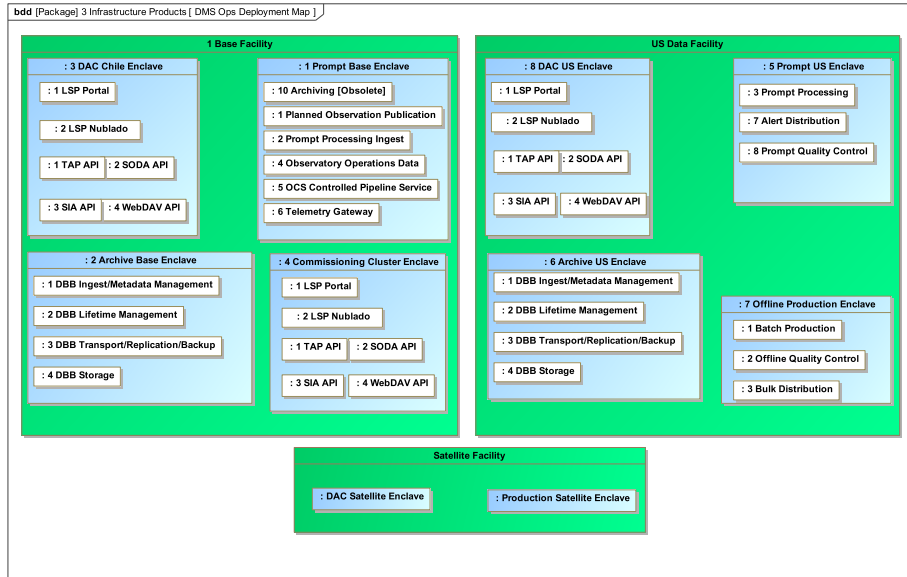 bdd [Package] 3 Infrastructure Products [ DMS Ops Deployment Map ]
1 Base Facility
: 3 DAC Chile Enclave
: 1 LSP Portal
: 2 LSP Nublado
: 1 TAP API
: 2 SODA API
: 3 SIA API
: 4 WebDAV API
: 1 Prompt Base Enclave
: 10 Archiving [Obsolete]
: 1 Planned Observation Publication
: 2 Prompt Processing Ingest
: 4 Observatory Operations Data
: 5 OCS Controlled Pipeline Service
: 6 Telemetry Gateway
: 2 Archive Base Enclave
: 1 DBB Ingest/Metadata Management
: 2 DBB Lifetime Management
: 3 DBB Transport/Replication/Backup
: 4 DBB Storage
: 4 Commissioning Cluster Enclave
: 1 LSP Portal
: 2 LSP Nublado
: 1 TAP API
: 2 SODA API
: 3 SIA API
: 4 WebDAV API
US Data Facility
: 8 DAC US Enclave
: 1 LSP Portal
: 2 LSP Nublado
: 1 TAP API
: 2 SODA API
: 3 SIA API
: 4 WebDAV API
: 5 Prompt US Enclave
: 3 Prompt Processing
: 7 Alert Distribution
: 8 Prompt Quality Control
: 6 Archive US Enclave
: 1 DBB Ingest/Metadata Management
: 2 DBB Lifetime Management
: 3 DBB Transport/Replication/Backup
: 4 DBB Storage
: 7 Offline Production Enclave
: 1 Batch Production
: 2 Offline Quality Control
: 3 Bulk Distribution
Satellite Facility
: DAC Satellite Enclave
: Production Satellite Enclave